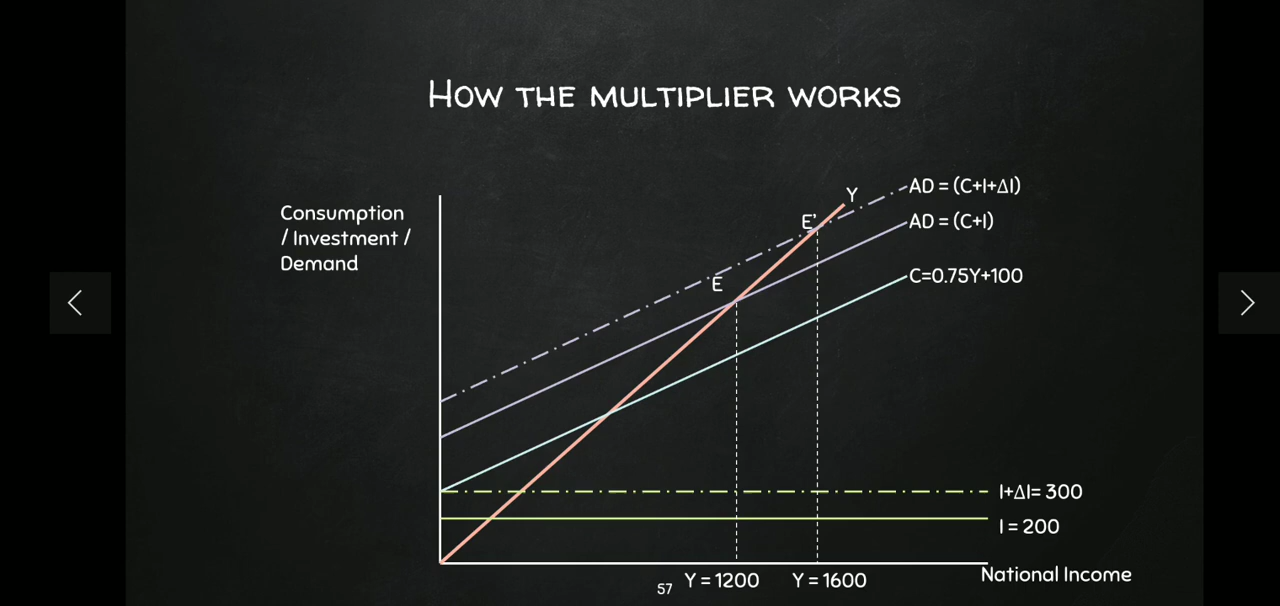 How the multiplier works
Consumption
/ Investment /
Demand
Y
AD = (C+I+ΔI)
E’
AD = (C+I)
E
C=0.75Y+100
I+ΔI= 300
I = 200
National Income
57
Y = 1200
Y = 1600